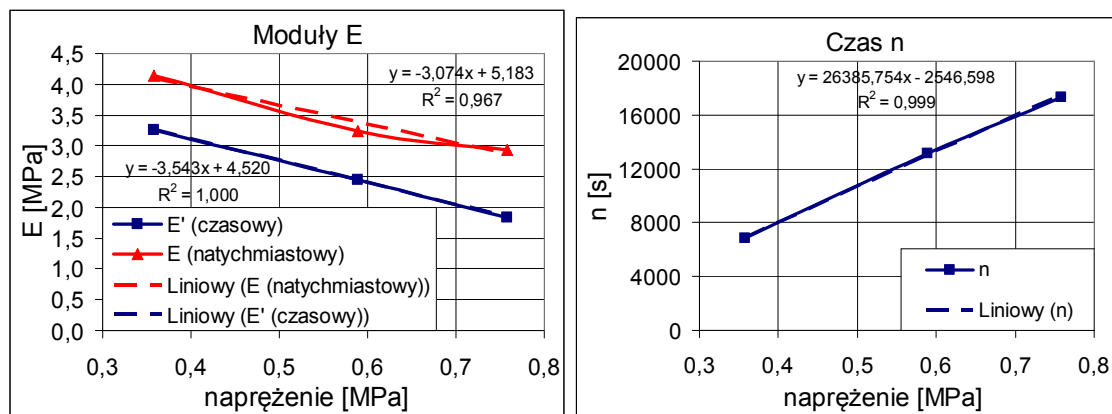 Moduły E
4,5
4,0
3,5
3,0
2,5
2,0
1,5
1,0
0,5
0,0
E [MPa]
y = -3,074x + 5,183
R² = 0,967
y = -3,543x + 4,520
R² = 1,000
E' (czasowy)
E (natychmiastowy)
Liniowy (E (natychmiastowy))
Liniowy (E' (czasowy))
0,3 0,4 0,5 0,6 0,7 0,8
naprężenie [MPa]
Czas n
20000
16000
12000
8000
4000
0
n [s]
y = 26385,754x - 2546,598
R² = 0,999
n
Liniowy (n)
0,3 0,4 0,5 0,6 0,7 0,8
naprężenie [MPa]